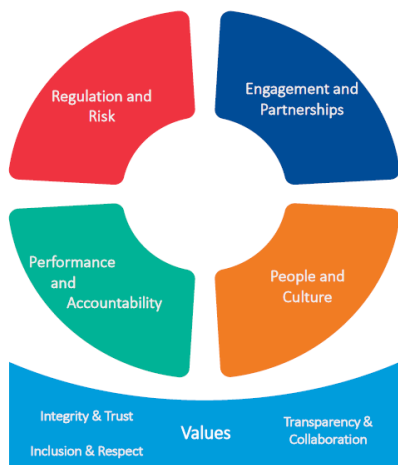 Regulation and
Risk
Engagement and
Partnerships
Performance
and
Accountability
People and
Culture
Integrity & Trust
Inclusion & Respect
Values
Transparency &
Collaboration